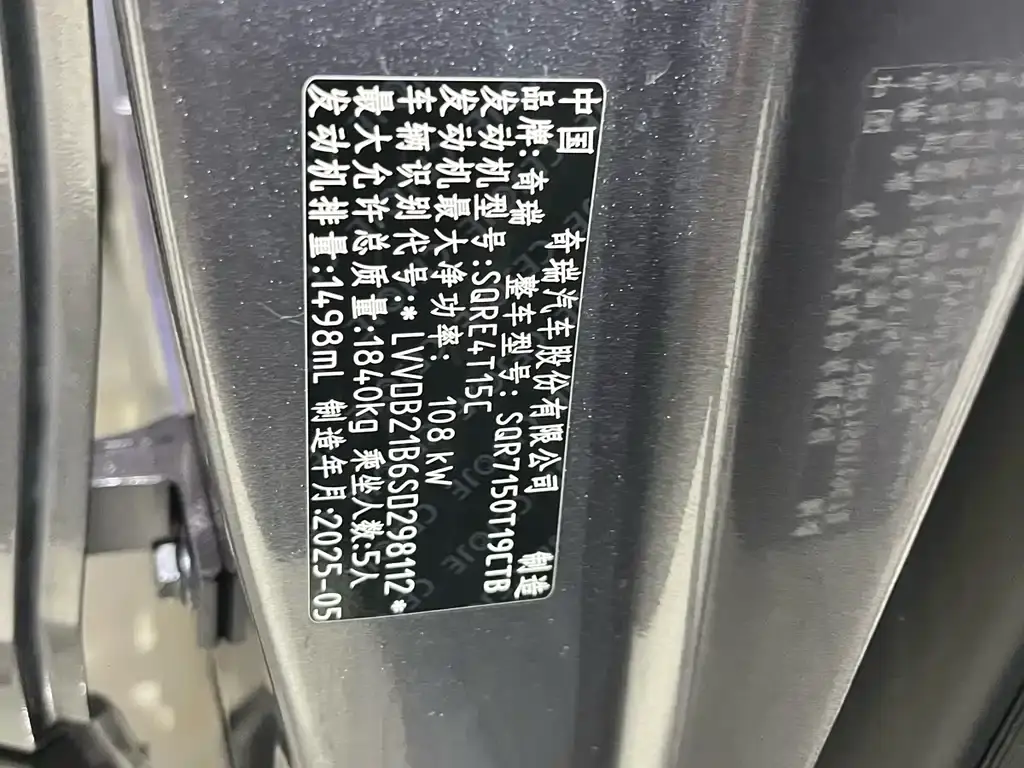 中国 奇瑞汽车股份有限公司 制造
品牌:奇瑞 整车型号:SQR7150T19CTB
发动机型号:SQRE4T15C
发动机最大净功率:108kW
车辆识别代号:*LVVDB21B6SD298112*
最大允许总质量:1840kg 乘坐人数:5人
发动机排量:1498mL 制造年月:2025-05